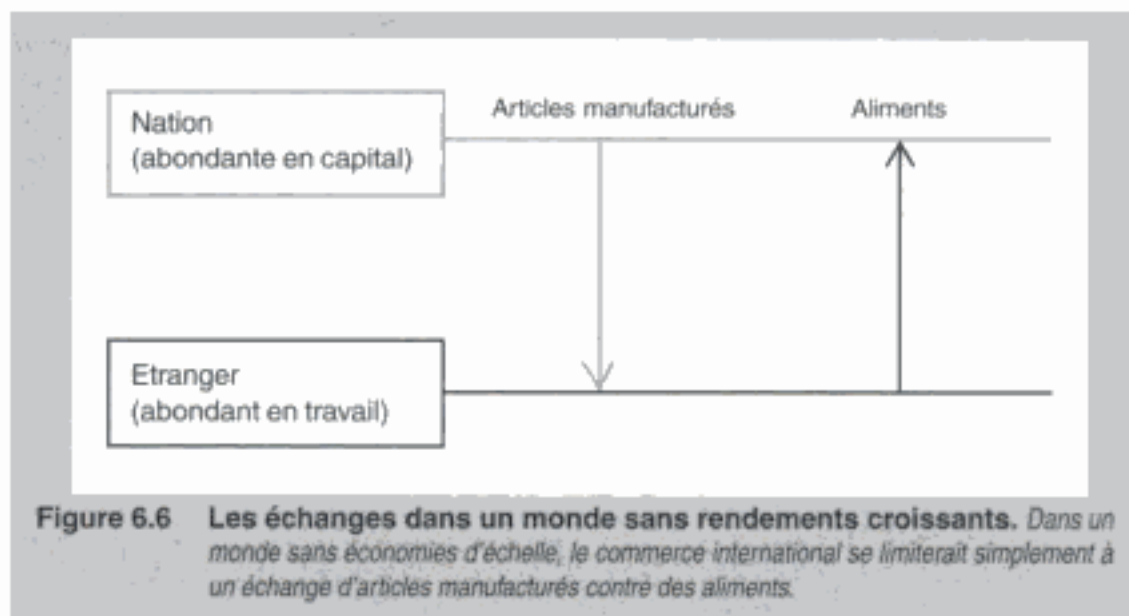 Nation
(abondante en capital)
Articles manufacturés
Aliments
Etranger
(abondant en travail)
Figure 6.6 Les échanges dans un monde sans rendements croissants. Dans un
monde sans économies d'échelle, le commerce international se limiterait simplement à
un échange d'articles manufacturés contre des aliments.